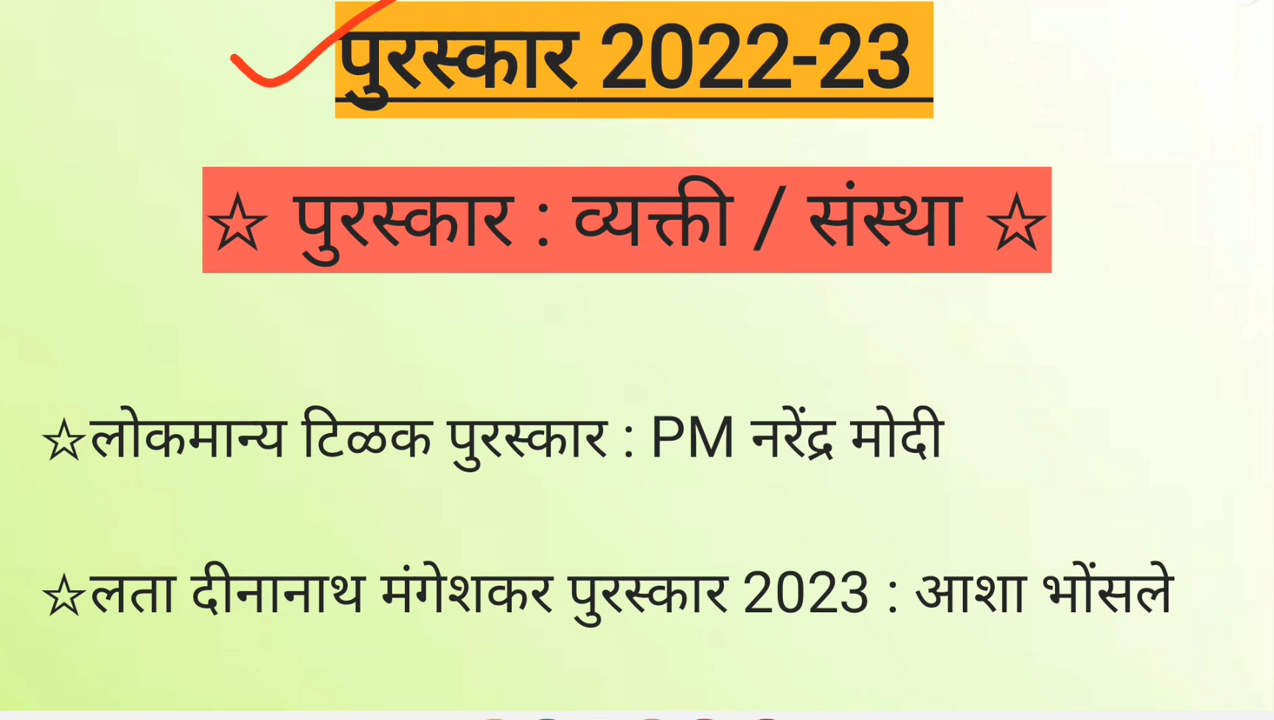 पुरस्कार 2022-23
☆ पुरस्कार : व्यक्ती / संस्था ☆
☆लोकमान्य टिळक पुरस्कार : PM नरेंद्र मोदी
☆लता दीनानाथ मंगेशकर पुरस्कार 2023 : आशा भोंसले